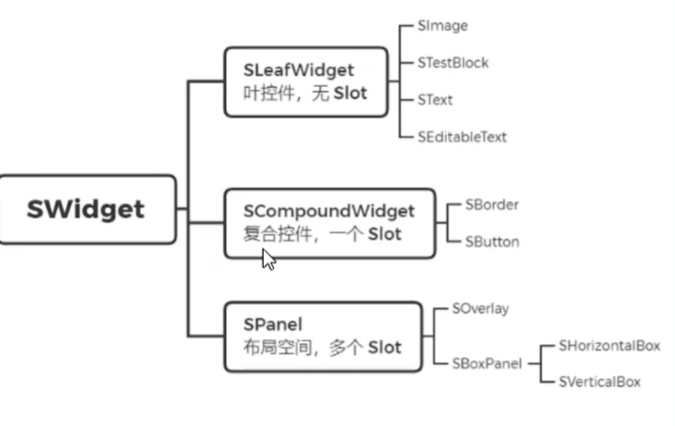 SWidget
SLeafWidget
叶控件，无 Slot
SImage
STestBlock
SText
SEditableText
SCompoundWidget
复合控件，一个 Slot
SBorder
SButton
SPanel
布局空间，多个 Slot
SOverlay
SBoxPanel
SHorizontalBox
SVerticalBox